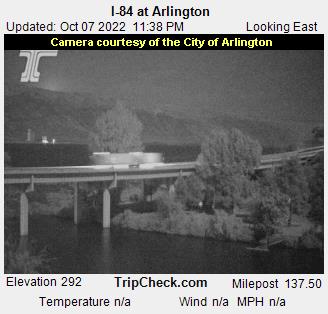 I-84 at Arlington
Updated: Oct 07 2022 11:38 PM Looking East
Camera courtesy of the City of Arlington
Elevation 292 TripCheck.com Milepost 137.50
Temperature n/a Wind n/a MPH n/a